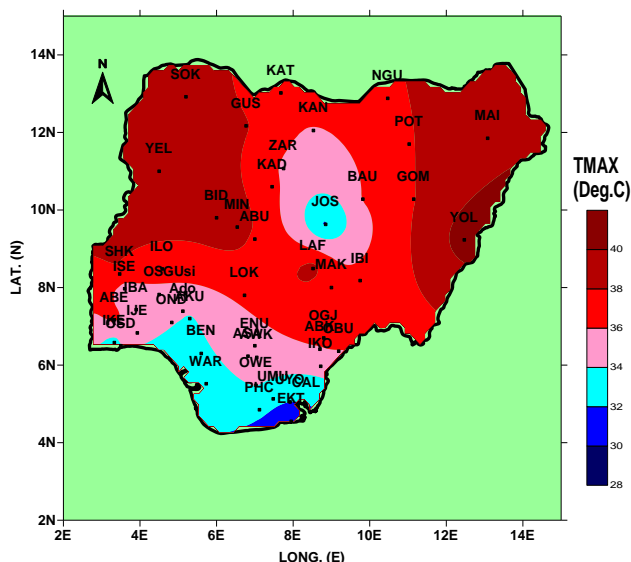 14N
12N
10N
8N
6N
4N
2N
LAT. (N)
N
SOK
KAT
NGU
GUS
KAN
MAI
POT
ZAR
YEL
KAD
BAU
GOM
BID
MIN
JOS
ABU
YOL
SHK
ILO
LAF
ISE
LOK
MAK
IBI
IBA
Ado
ABE
OND
AKU
IJE
OGJ
IKE
OSD
BEN
ENU
ABK
OBU
IKO
WAR
OWE
UMU
UYO
CAL
PHC
EKT
2E
4E
6E
8E
10E
12E
14E
LONG. (E)
TMAX
(Deg.C)
40
38
36
34
32
30
28